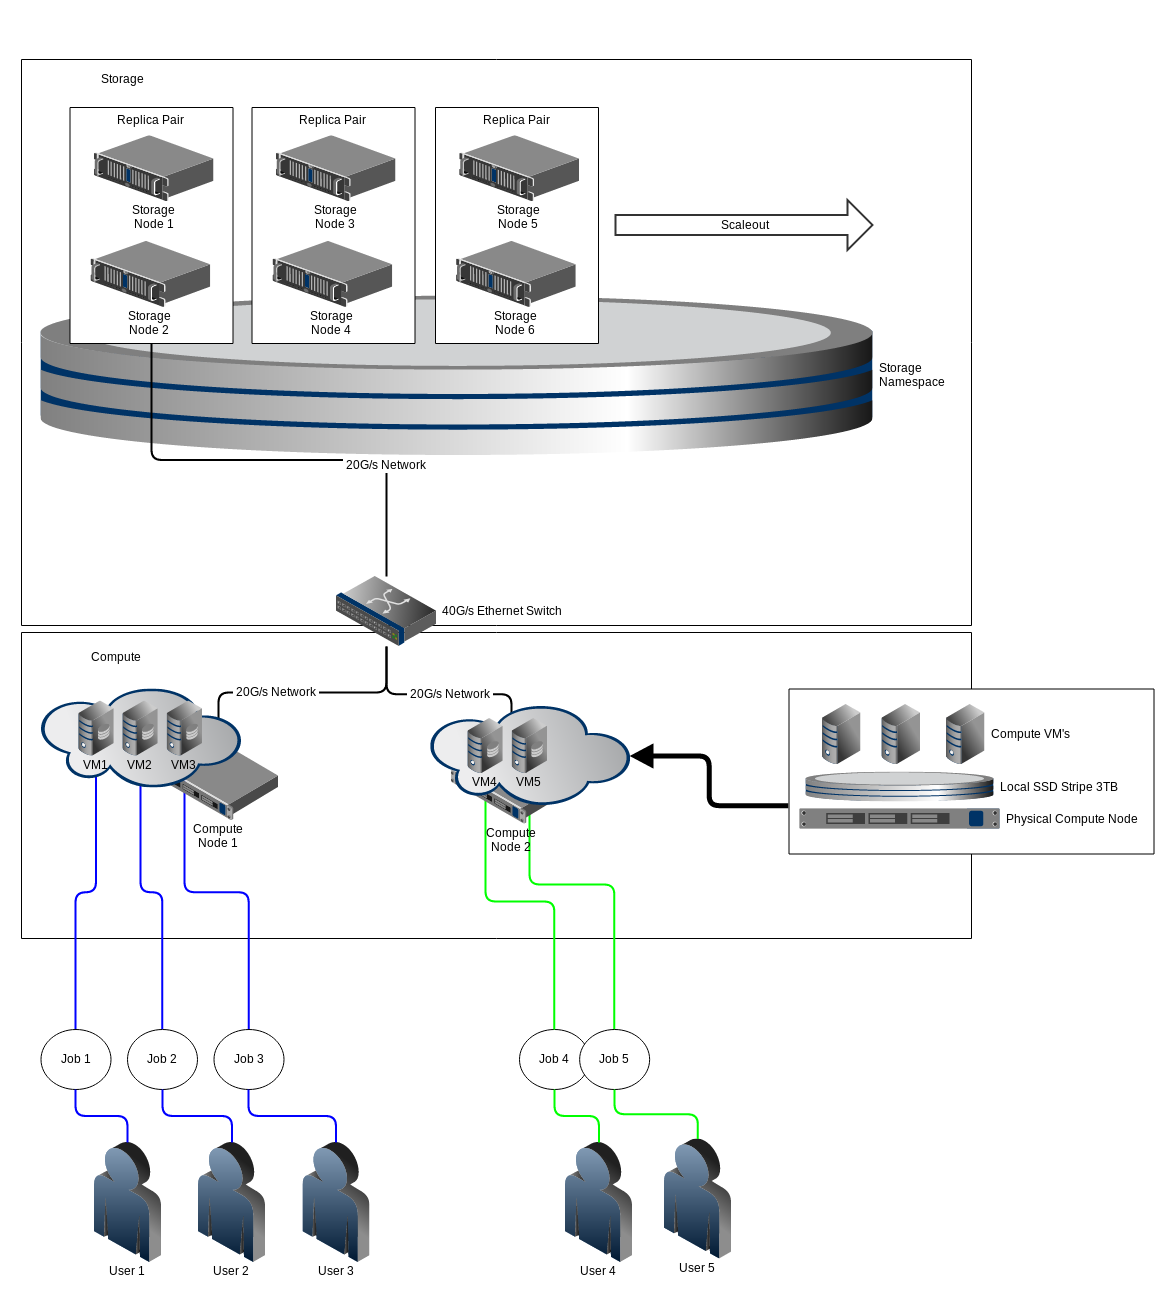 Storage
Replica Pair
Replica Pair
Replica Pair
Storage
Node 1
Storage
Node 3
Storage
Node 5
Scaleout
Storage
Node 2
Storage
Node 4
Storage
Node 6
Storage
Namespace
20G/s Network
40G/s Ethernet Switch
Compute
20G/s Network
20G/s Network
VM1
VM2
VM3
VM4
VM5
Compute VM's
Local SSD Stripe 3TB
Physical Compute Node
Compute
Node 1
Compute
Node 2
Job 1
Job 2
Job 3
Job 4
Job 5
User 1
User 2
User 3
User 4
User 5